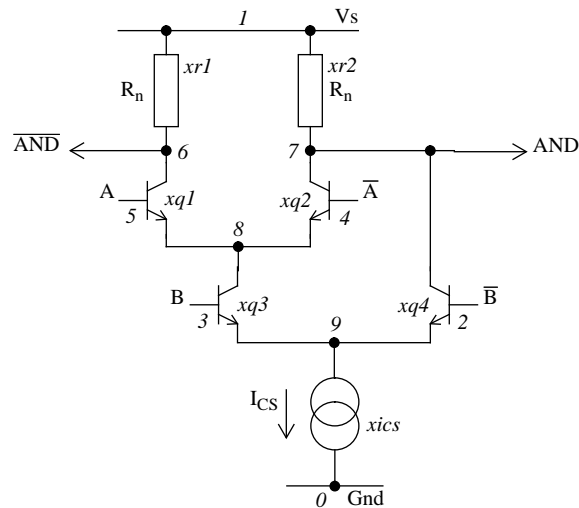 1 Vs
xr1 xr2
Rn Rn
A̅N̅D̅ 6 7 AND
A xq1 xq2 A̅
5 4
8
B xq3 xq4 B̅
3 2
9
ICS
xics
0 Gnd